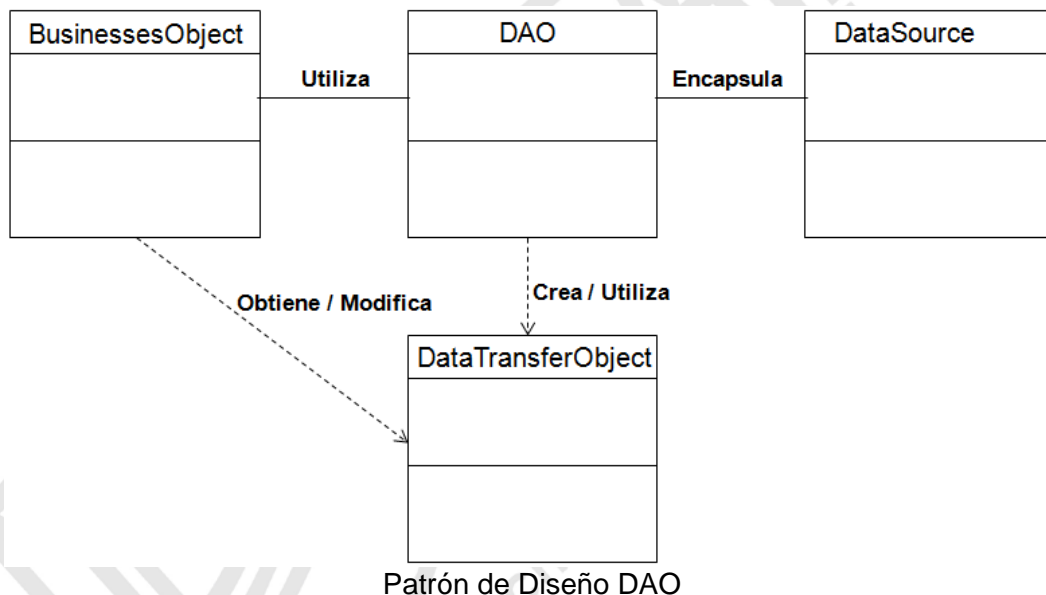 BusinessesObject
DAO
DataSource
Utiliza
Encapsula
Obtiene / Modifica
Crea / Utiliza
DataTransferObject
Patrón de Diseño DAO